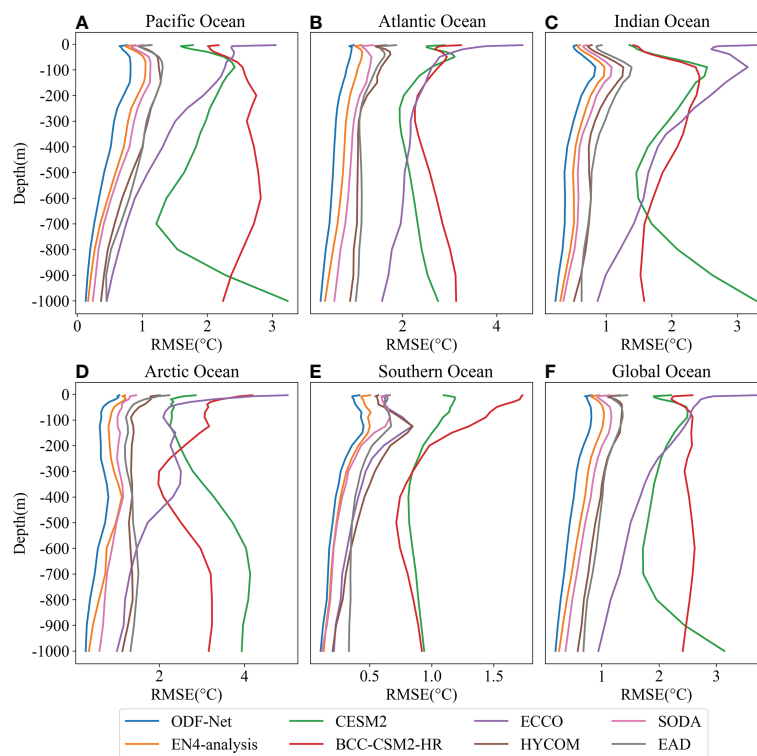 A Pacific Ocean
B Atlantic Ocean
C Indian Ocean
Depth(m)
0
-100
-200
-300
-400
-500
-600
-700
-800
-900
-1000
0 1 2 3
2 4
1 2 3
RMSE(°C) RMSE(°C) RMSE(°C)
D Arctic Ocean
E Southern Ocean
F Global Ocean
Depth(m)
0
-100
-200
-300
-400
-500
-600
-700
-800
-900
-1000
2 4
0.5 1.0 1.5
1 2 3
RMSE(°C) RMSE(°C) RMSE(°C)
ODF-Net CESM2 ECCO SODA
EN4-analysis BCC-CSM2-HR HYCOM EAD